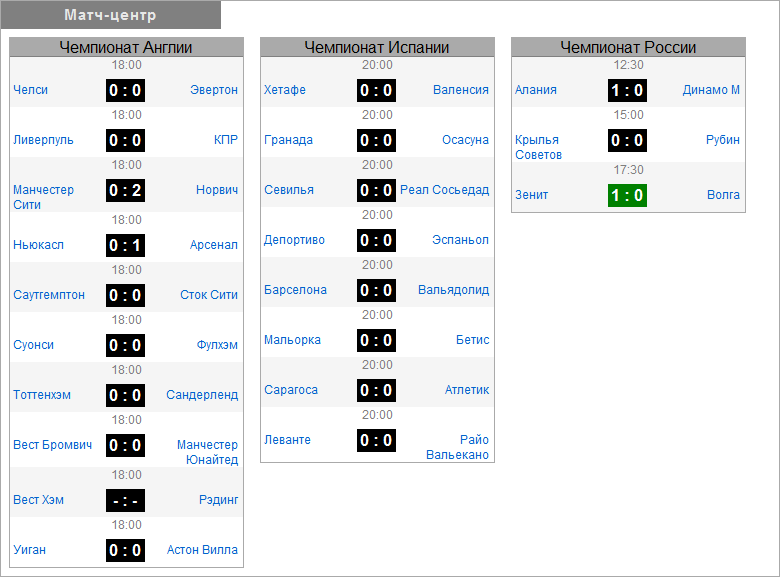 Матч-центр
Чемпионат Англии
18:00
Челси 0 : 0 Эвертон
18:00
Ливерпуль 0 : 0 КПР
18:00
Манчестер 0 : 2 Норвич
Сити
18:00
Ньюкасл 0 : 1 Арсенал
18:00
Саутгемптон 0 : 0 Сток Сити
18:00
Суонси 0 : 0 Фулхэм
18:00
Тоттенхэм 0 : 0 Сандерленд
18:00
Вест Бромвич 0 : 0 Манчестер
Юнайтед
18:00
Вест Хэм - : - Рэдинг
18:00
Уиган 0 : 0 Астон Вилла
Чемпионат Испании
20:00
Хетафе 0 : 0 Валенсия
20:00
Гранада 0 : 0 Осасуна
20:00
Севилья 0 : 0 Реал Сосьедад
20:00
Депортиво 0 : 0 Эспаньол
20:00
Барселона 0 : 0 Вальядолид
20:00
Мальорка 0 : 0 Бетис
20:00
Сарагоса 0 : 0 Атлетик
20:00
Леванте 0 : 0 Райо
Вальекано
Чемпионат России
12:30
Алания 1 : 0 Динамо М
15:00
Крылья 0 : 0 Рубин
Советов
17:30
Зенит 1 : 0 Волга